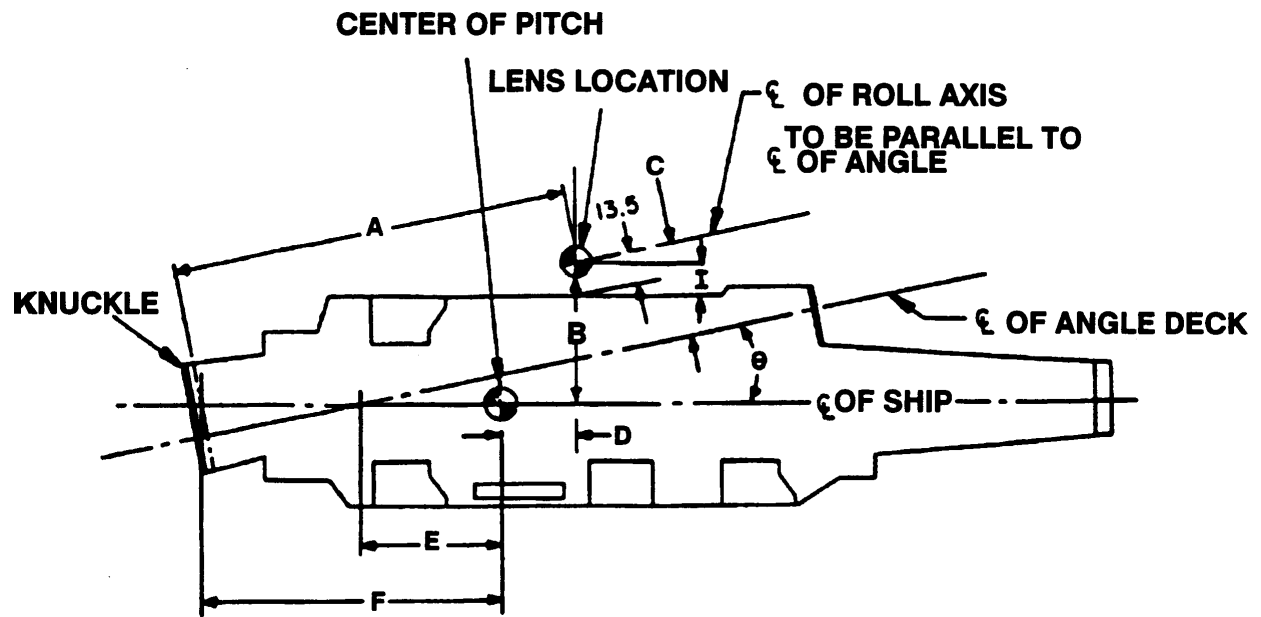 CENTER OF PITCH
LENS LOCATION
℄ OF ROLL AXIS
TO BE PARALLEL TO
℄ OF ANGLE
C
13.5
A
I
KNUCKLE
B
℄ OF ANGLE DECK
θ
℄ OF SHIP
D
E
F